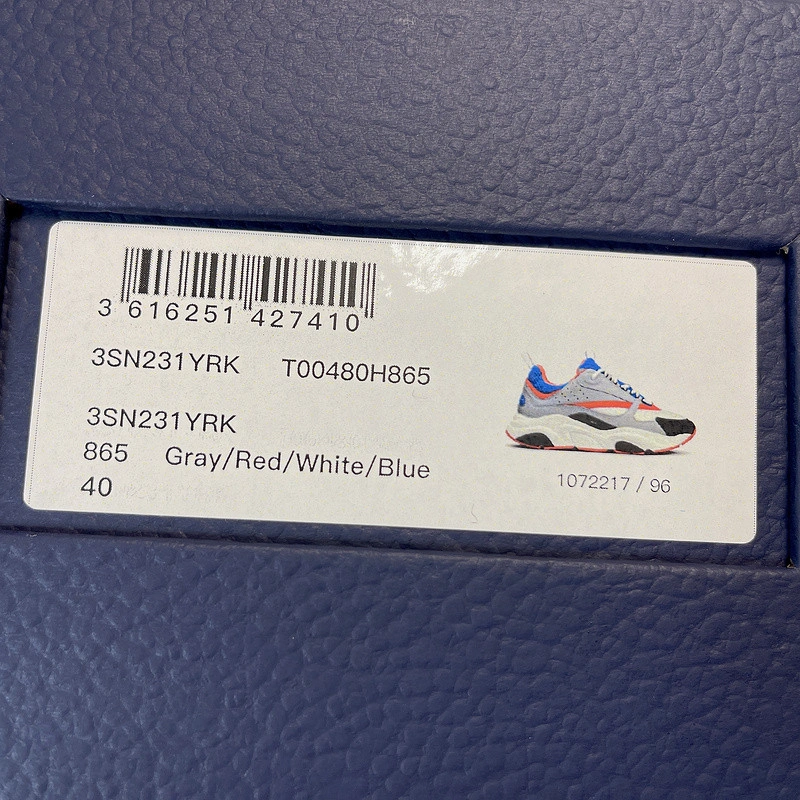 3 616251 427410
3SN231YRK T00480H865
3SN231YRK
865 Gray/Red/White/Blue
40
1072217 / 96